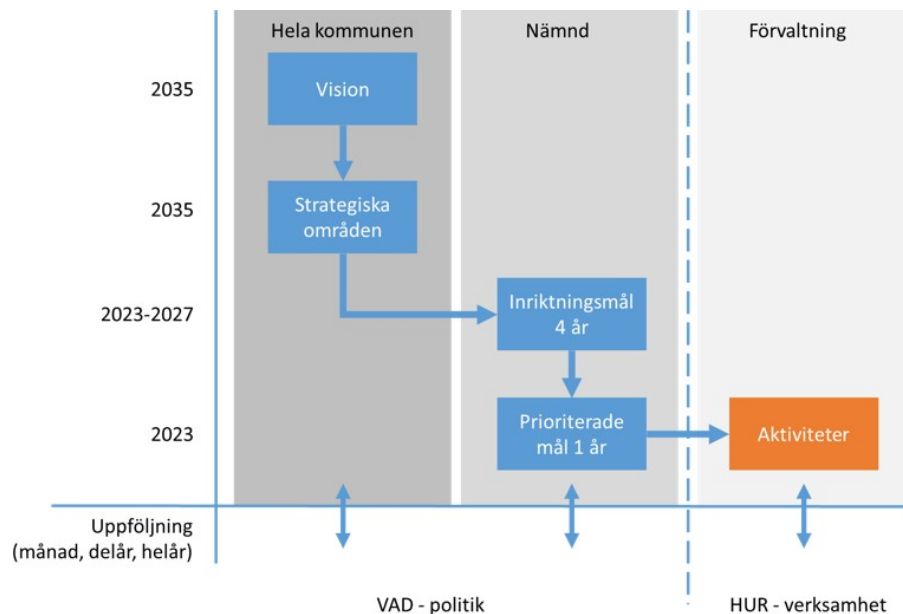 Hela kommunen
Nämnd
Förvaltning
2035
Vision
2035
Strategiska
områden
2023-2027
Inriktningsmål
4 år
2023
Prioriterade
mål 1 år
Aktiviteter
Uppföljning
(månad, delår, helår)
VAD - politik
HUR - verksamhet